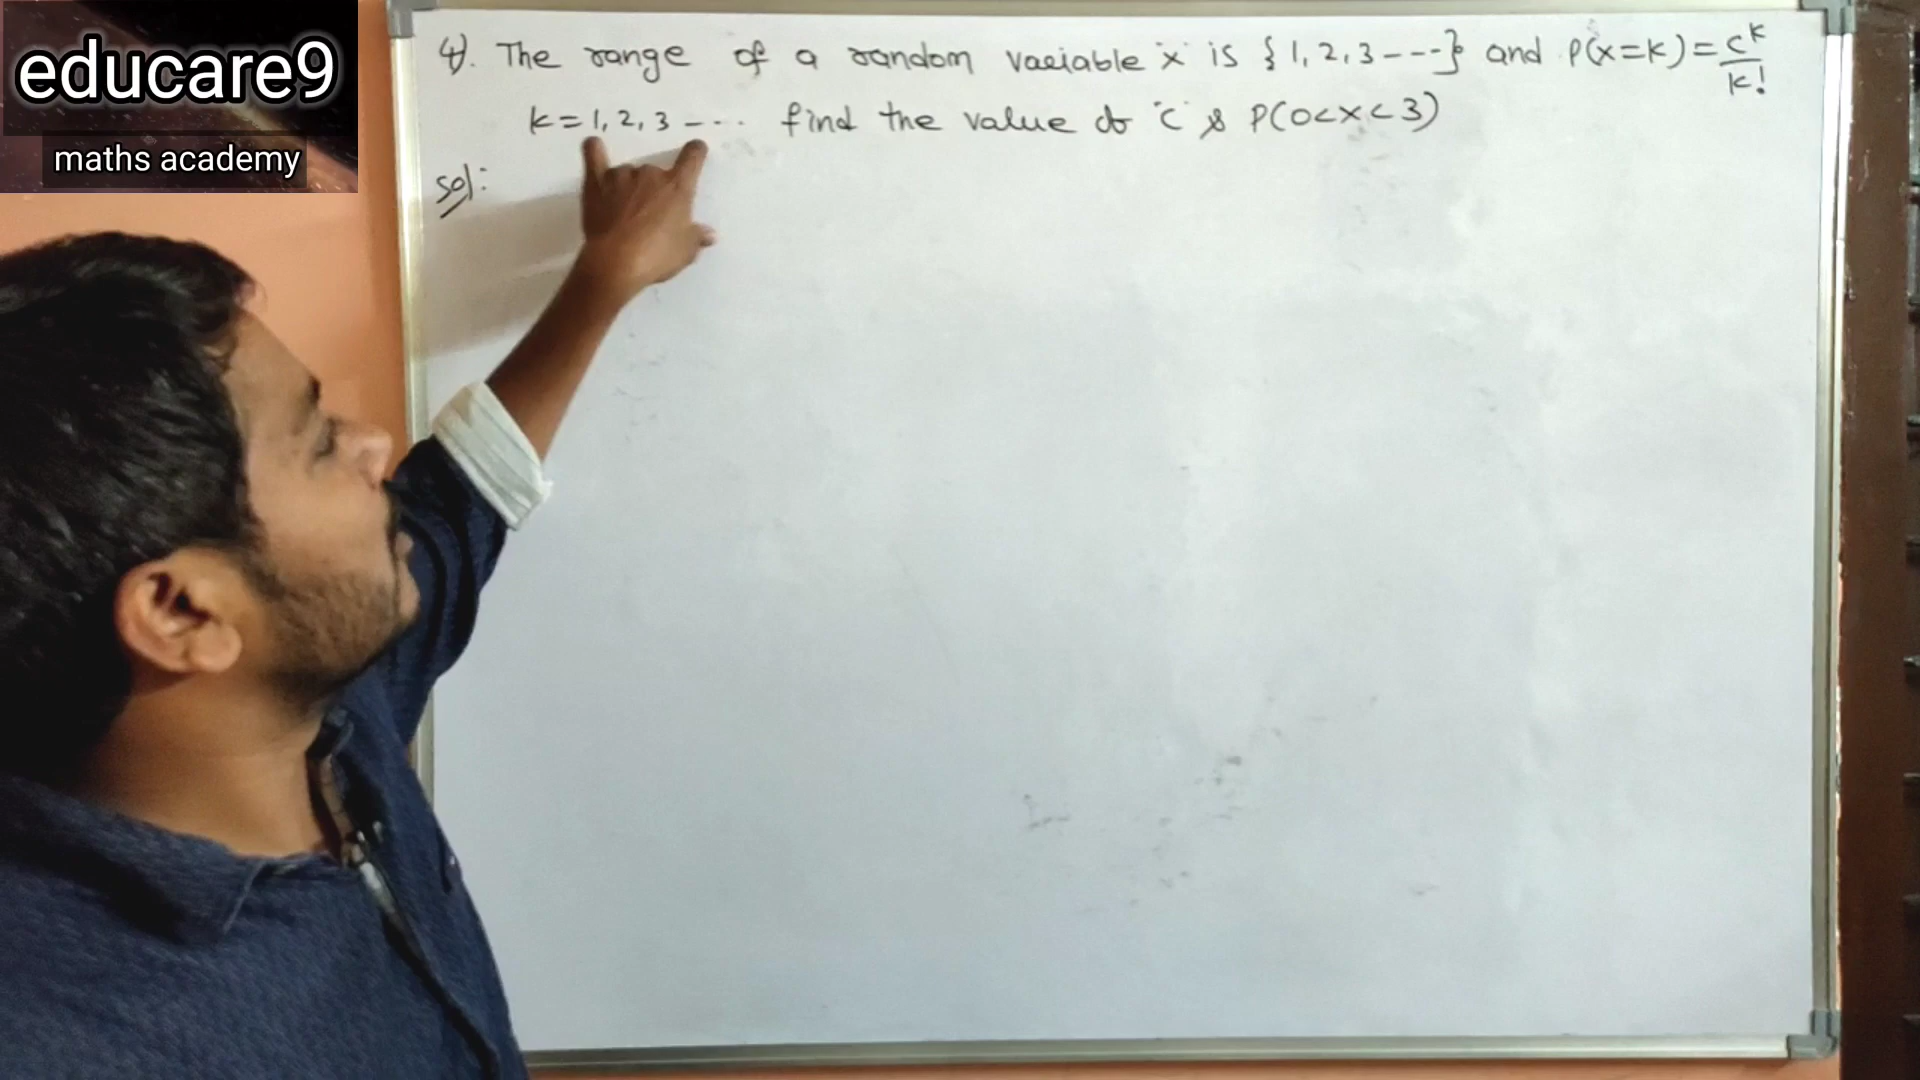 educare9
maths academy
4). The range of a random variable 'x' is {1, 2, 3 ----} and P(x=k) = c^k/k!
k = 1, 2, 3 --.. find the value of 'c' & P(0<x<3)
sol: